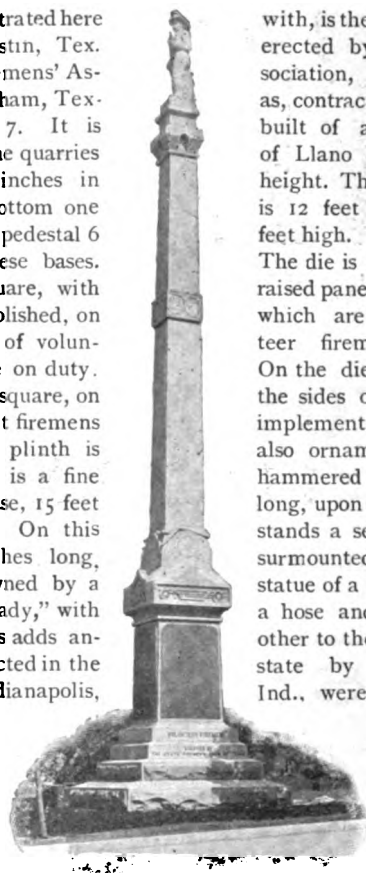 trated here with, is the
stin, Tex. erected by
mens' As- sociation,
ham, Tex- as, contrac
7. It is built of a
e quarries of Llano
inches in height. Th
ottom one is 12 feet
pedestal 6 feet high.
ese bases. The die is
uare, with raised pane
olished, on which are
of volun- teer firem
e on duty. On the die
square, on the sides o
t firemen implement
plinth is also ornam
is a fine hammered
se, 15 feet long, upon
On this stands a se
hes long, surmounted
ned by a statue of a
ady," with a hose and
s adds an- other to the
cted in the state by
dianapolis, Ind., were